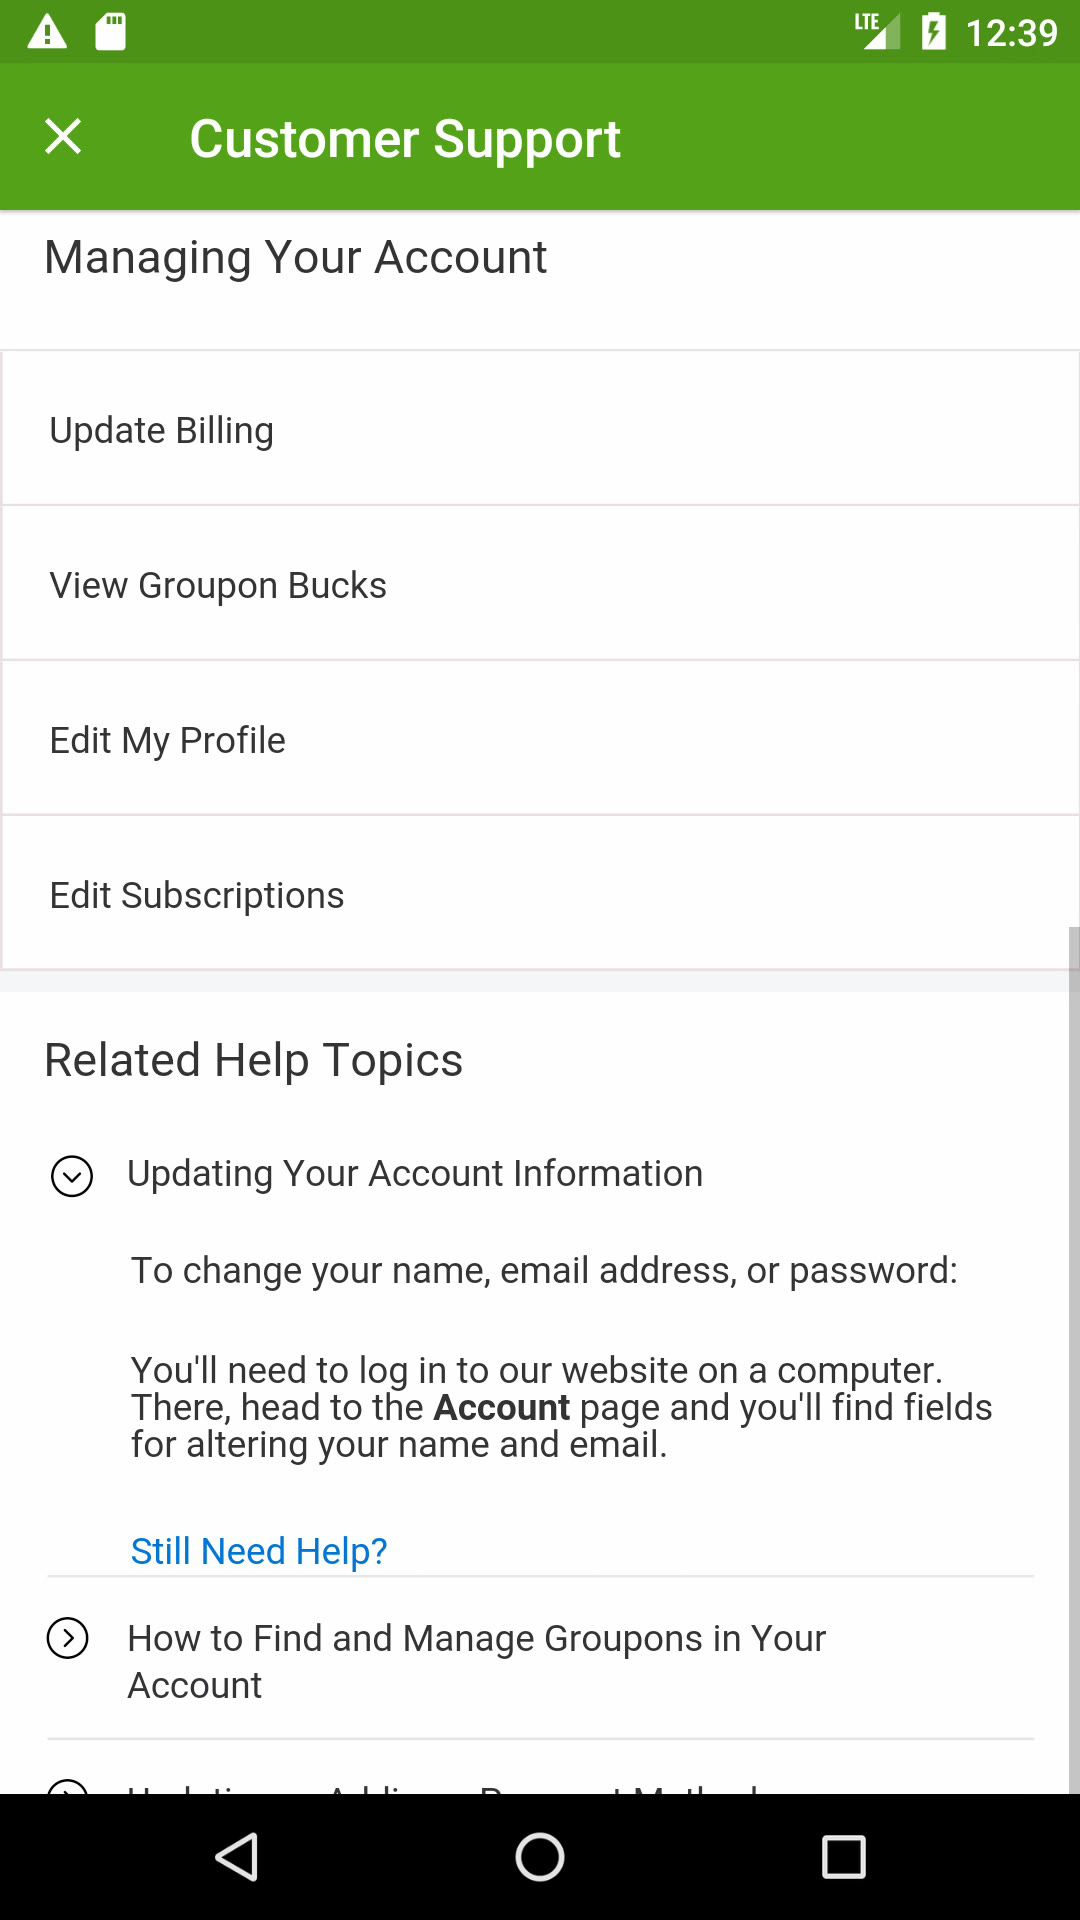 LTE 12:39
Customer Support
Managing Your Account
Update Billing
View Groupon Bucks
Edit My Profile
Edit Subscriptions
Related Help Topics
Updating Your Account Information
To change your name, email address, or password:
You'll need to log in to our website on a computer.
There, head to the Account page and you'll find fields
for altering your name and email.
Still Need Help?
How to Find and Manage Groupons in Your
Account